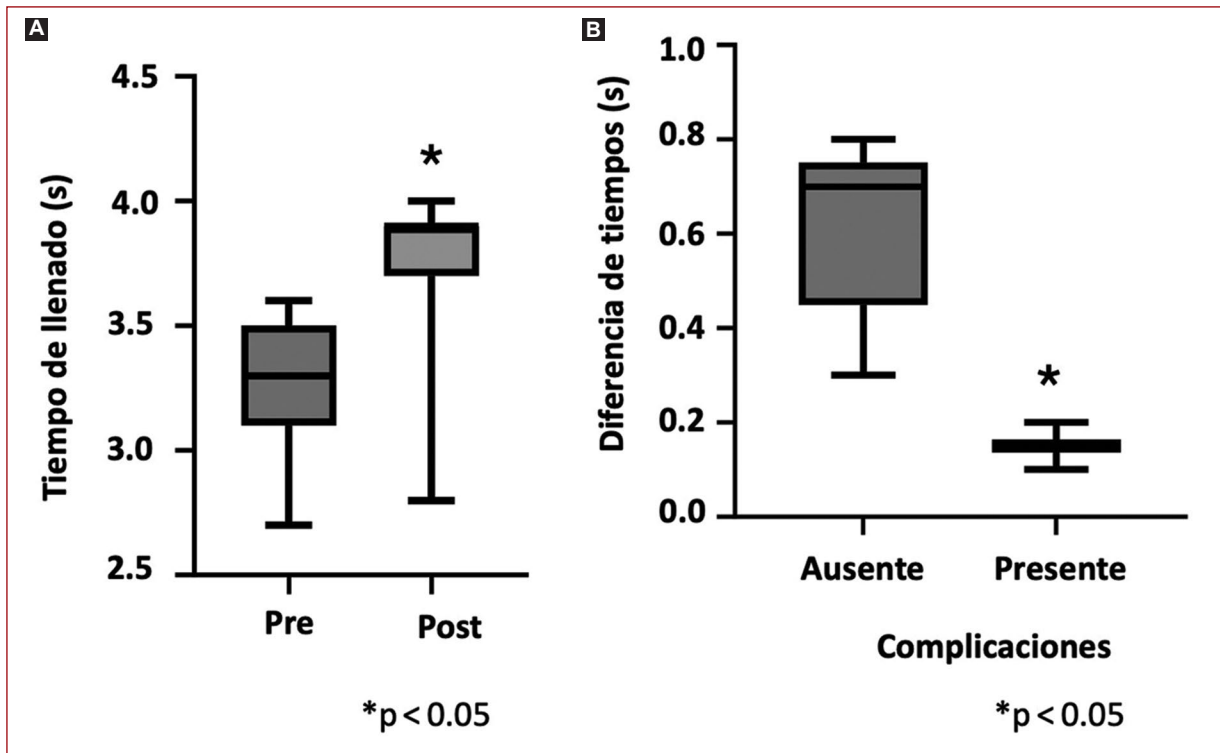 A
Tiempo de llenado (s)
4.5
4.0
3.5
3.0
2.5
*
Pre
Post
*p < 0.05
B
Diferencia de tiempos (s)
1.0
0.8
0.6
0.4
0.2
0.0
*
Ausente
Presente
Complicaciones
*p < 0.05